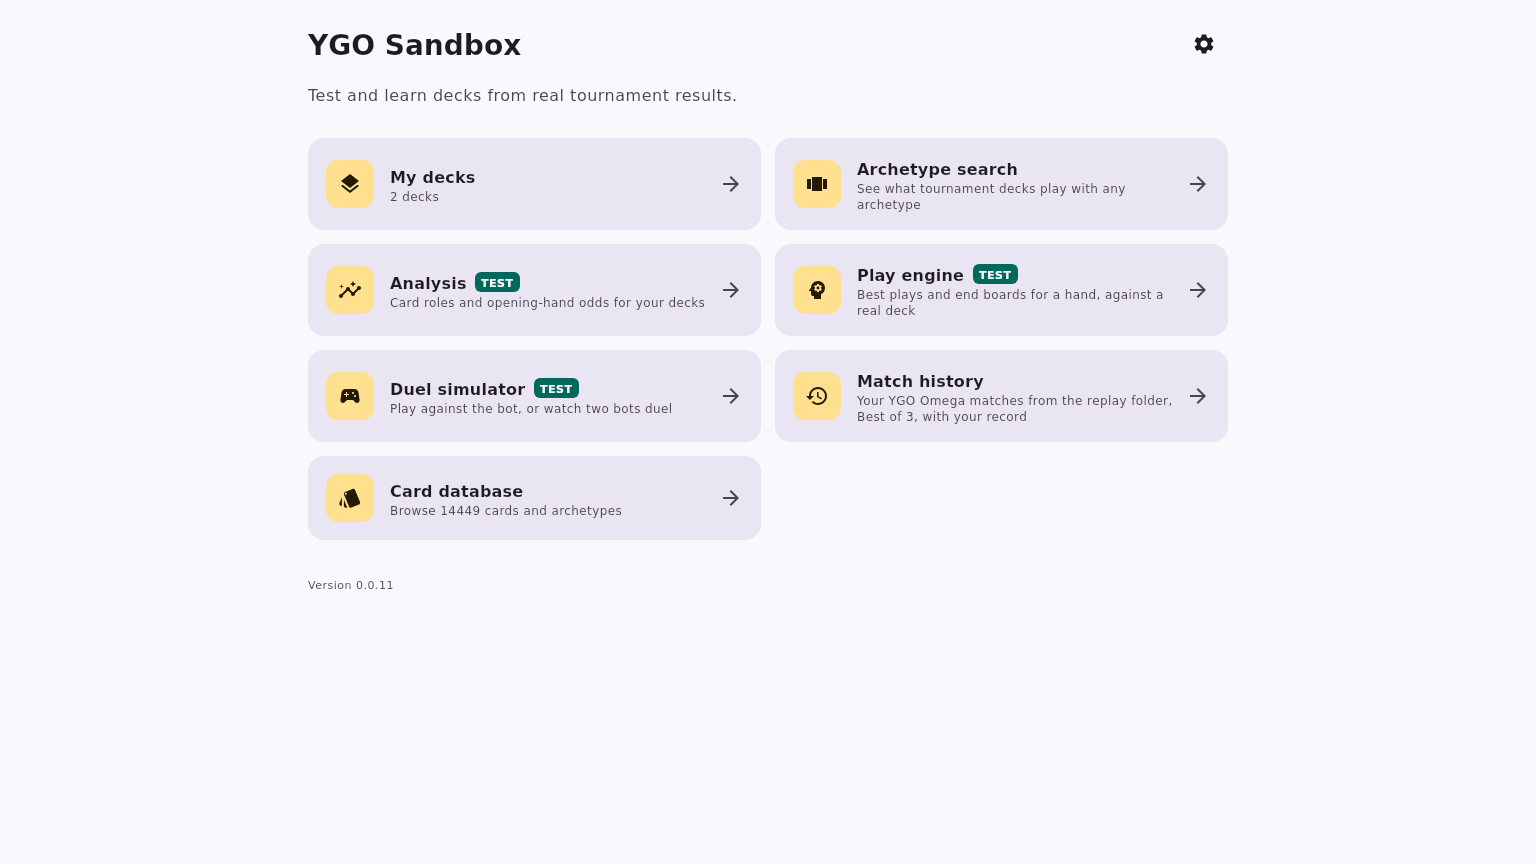 YGO Sandbox
Test and learn decks from real tournament results.
My decks
2 decks
Archetype search
See what tournament decks play with any
archetype
Analysis TEST
Card roles and opening-hand odds for your decks
Play engine TEST
Best plays and end boards for a hand, against a
real deck
Duel simulator TEST
Play against the bot, or watch two bots duel
Match history
Your YGO Omega matches from the replay folder,
Best of 3, with your record
Card database
Browse 14449 cards and archetypes
Version 0.0.11